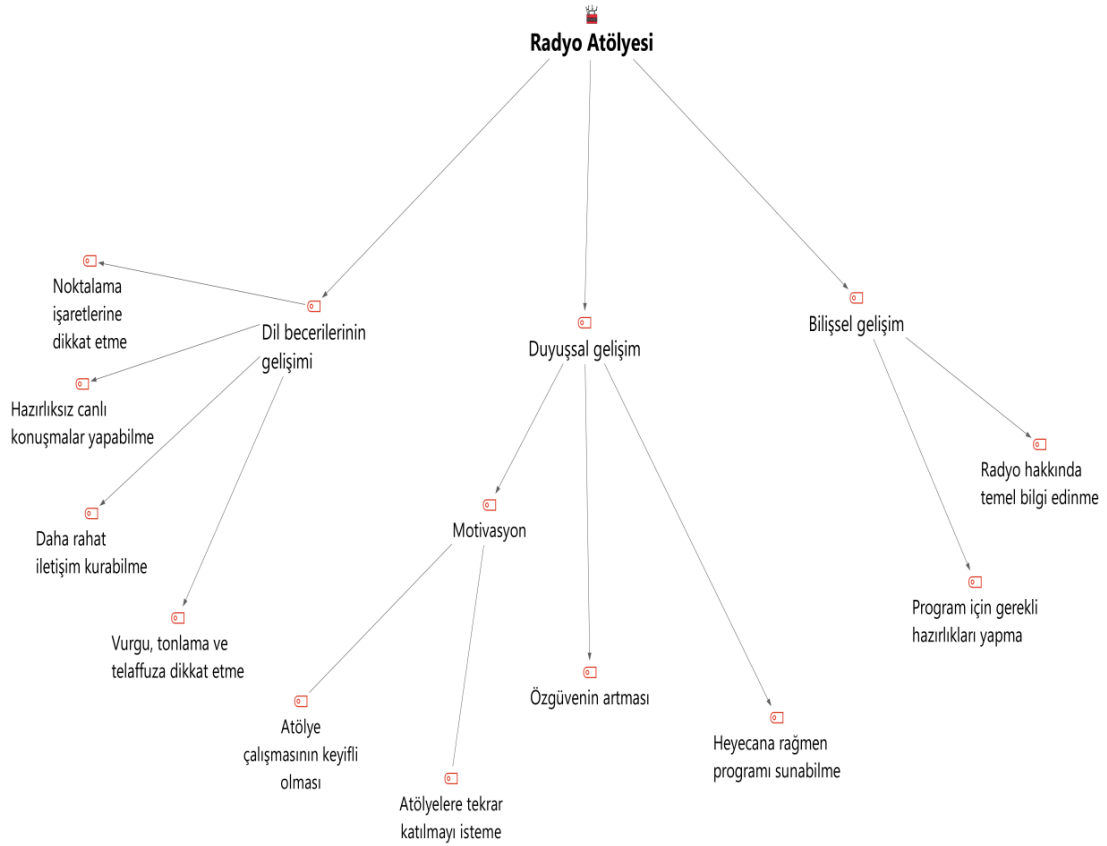 Radyo Atölyesi
Noktalama
işaretlerine
dikkat etme
Dil becerilerinin
gelişimi
Duyuşsal gelişim
Bilişsel gelişim
Hazırlıksız canlı
konuşmalar yapabilme
Radyo hakkında
temel bilgi edinme
Daha rahat
iletişim kurabilme
Motivasyon
Program için gerekli
hazırlıkları yapma
Vurgu, tonlama ve
telaffuza dikkat etme
Atölye
çalışmasının keyifli
olması
Özgüvenin artması
Heyecana rağmen
programı sunabilme
Atölyelere tekrar
katılmayı isteme